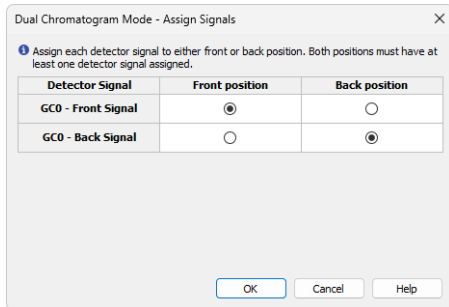 Dual Chromatogram Mode - Assign Signals
Assign each detector signal to either front or back position. Both positions must have at
least one detector signal assigned.
Detector Signal Front position Back position
GC0 - Front Signal
GC0 - Back Signal
OK Cancel Help